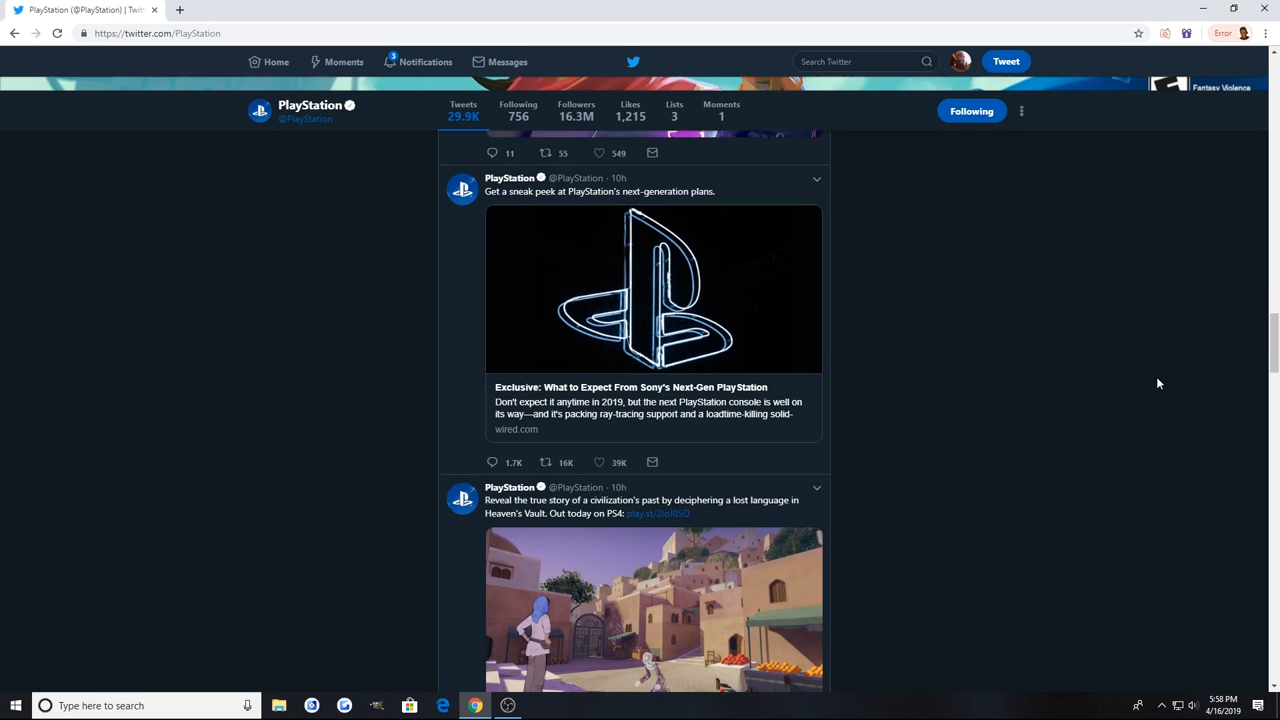 PlayStation (@PlayStation) | Twitt
https://twitter.com/PlayStation
Error
Home
Moments
3
Notifications
Messages
Search Twitter
Tweet
Fantasy Violence
PlayStation
@PlayStation
Tweets
29.9K
Following
756
Followers
16.3M
Likes
1,215
Lists
3
Moments
1
Following
11
55
549
PlayStation @PlayStation · 10h
Get a sneak peek at PlayStation's next-generation plans.
Exclusive: What to Expect From Sony's Next-Gen PlayStation
Don't expect it anytime in 2019, but the next PlayStation console is well on
its way—and it's packing ray-tracing support and a loadtime-killing solid-
wired.com
1.7K
16K
39K
PlayStation @PlayStation · 10h
Reveal the true story of a civilization's past by deciphering a lost language in
Heaven's Vault. Out today on PS4:
Type here to search
5:58 PM
4/16/2019